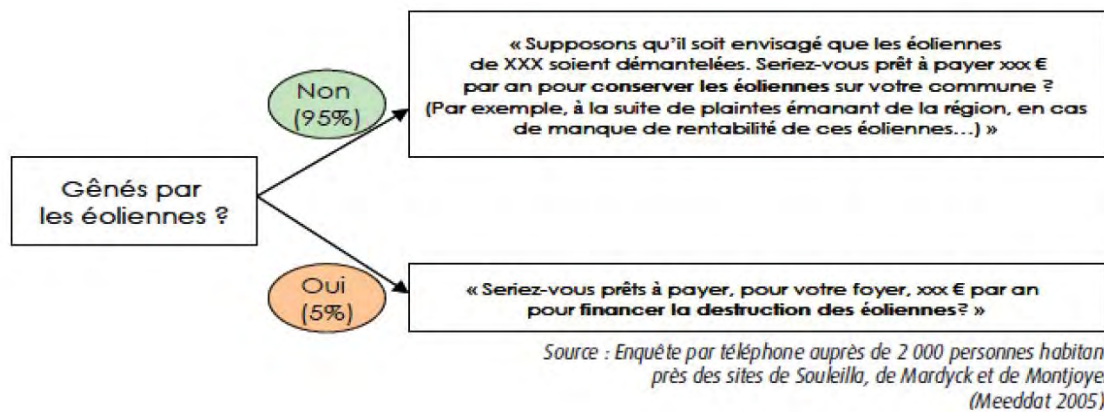 « Supposons qu'il soit envisagé que les éoliennes
de XXX soient démantelées. Seriez-vous prêt à payer xxx €
par an pour conserver les éoliennes sur votre commune ?
(Par exemple, à la suite de plaintes émanant de la région, en cas
de manque de rentabilité de ces éoliennes...) »
Non
(95%)
Gênés par
les éoliennes ?
Oui
(5%)
« Seriez-vous prêts à payer, pour votre foyer, xxx € par an
pour financer la destruction des éoliennes? »
Source : Enquête par téléphone auprès de 2 000 personnes habitan
près des sites de Souleilla, de Mardyck et de Montjoye
(Meeddat 2005)